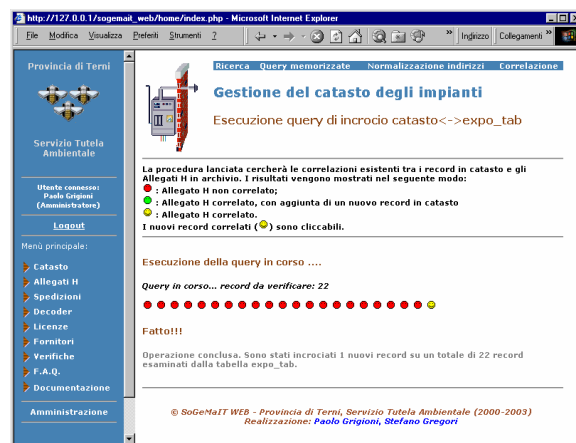 http://127.0.0.1/sogemait_web/home/index.php - Microsoft Internet Explorer
File Modifica Visualizza Preferiti Strumenti ? » Indirizzo Collegamenti »
Provincia di Terni
Servizio Tutela
Ambientale
Utente connesso:
Paolo Grigioni
(Amministratore)
Logout
Menù principale:
Catasto
Allegati H
Spedizioni
Decoder
Licenze
Fornitori
Verifiche
F.A.Q.
Documentazione
Amministrazione
Ricerca Query memorizzate Normalizzazione indirizzi Correlazione
Gestione del catasto degli impianti
Esecuzione query di incrocio catasto<->expo_tab
La procedura lanciata cercherà le correlazioni esistenti tra i record in catasto e gli
Allegati H in archivio. I risultati vengono mostrati nel seguente modo:
: Allegato H non correlato;
: Allegato H correlato, con aggiunta di un nuovo record in catasto
: Allegato H correlato.
I nuovi record correlati ( ) sono cliccabili.
Esecuzione della query in corso ....
Query in corso... record da verificare: 22
Fatto!!!
Operazione conclusa. Sono stati incrociati 1 nuovi record su un totale di 22 record
esaminati dalla tabella expo_tab.
© SoGeMaIT WEB - Provincia di Terni, Servizio Tutela Ambientale (2000-2003)
Realizzazione: Paolo Grigioni, Stefano Gregori